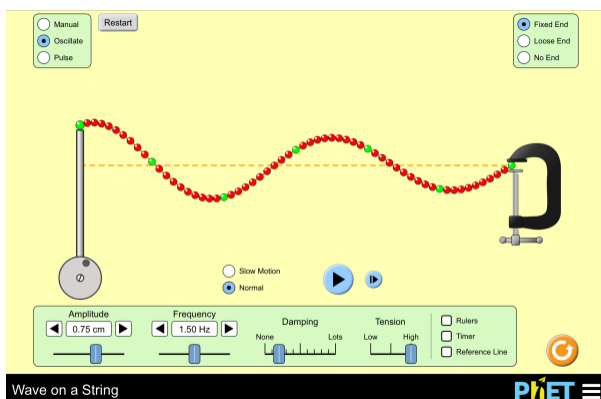 Manual
Oscillate
Pulse
Restart
Fixed End
Loose End
No End
Slow Motion
Normal
Amplitude
0.75 cm
Frequency
1.50 Hz
Damping
None Lots
Tension
Low High
Rulers
Timer
Reference Line
Wave on a String
PhET